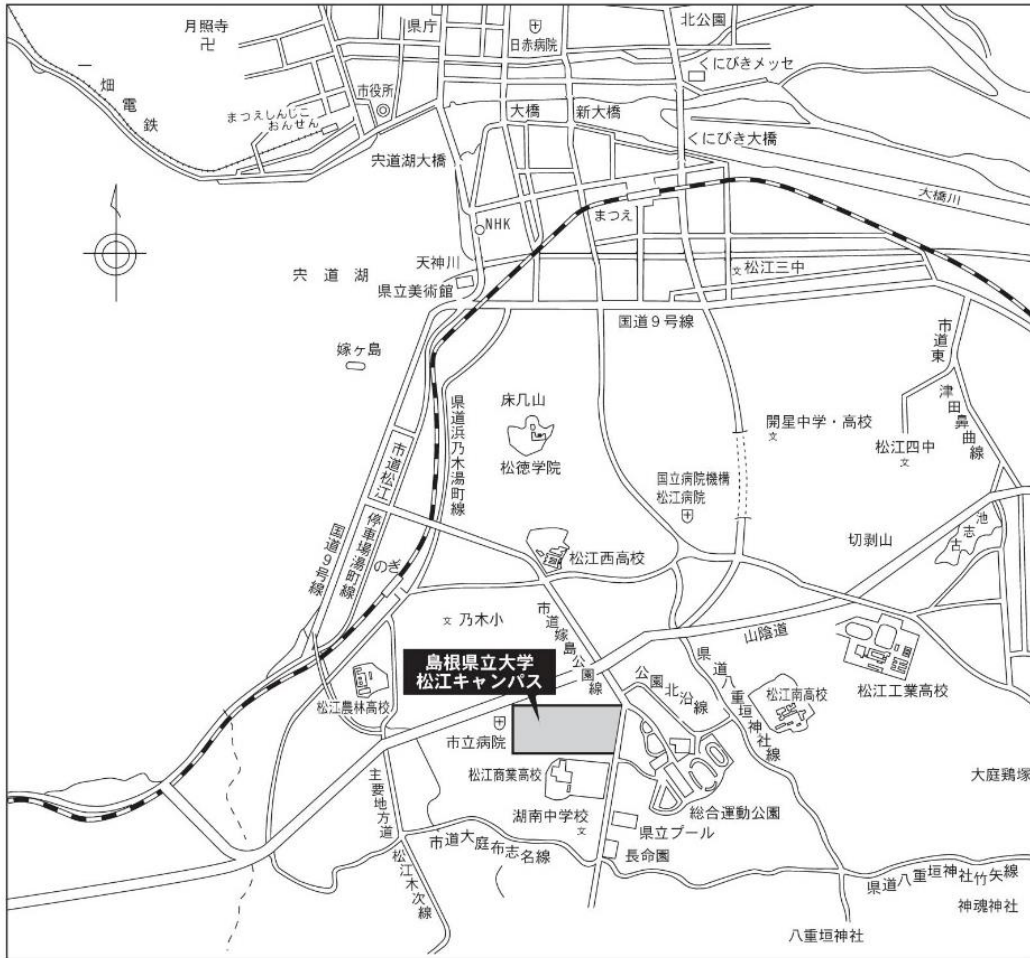 月照寺
県庁
日赤病院
北公園
くにびきメッセ
一畑電鉄
市役所
まつえしんじこ
おんせん
大橋
新大橋
くにびき大橋
宍道湖大橋
大橋川
まつえ
NHK
天神川
松江三中
文
宍道湖
県立美術館
国道9号線
嫁ヶ島
市道東
津田鼻曲線
床几山
松徳学院
県道浜乃木湯町線
開星中学・高校
文
松江四中
文
市道松江
停車場湯町線
国道9号線
国立病院機構
松江病院
切剥山
古志池
のぎ
松江西高校
文 乃木小
市道嫁島公園線
山陰道
島根県立大学
松江キャンパス
公園北沿線
県道八重垣神社線
松江南高校
松江工業高校
松江農林高校
市立病院
松江商業高校
大庭鶏塚
湖南中学校
文
総合運動公園
県立プール
長命園
主要地方道
松江木次線
市道大庭布志名線
県道八重垣神社竹矢線
神魂神社
八重垣神社